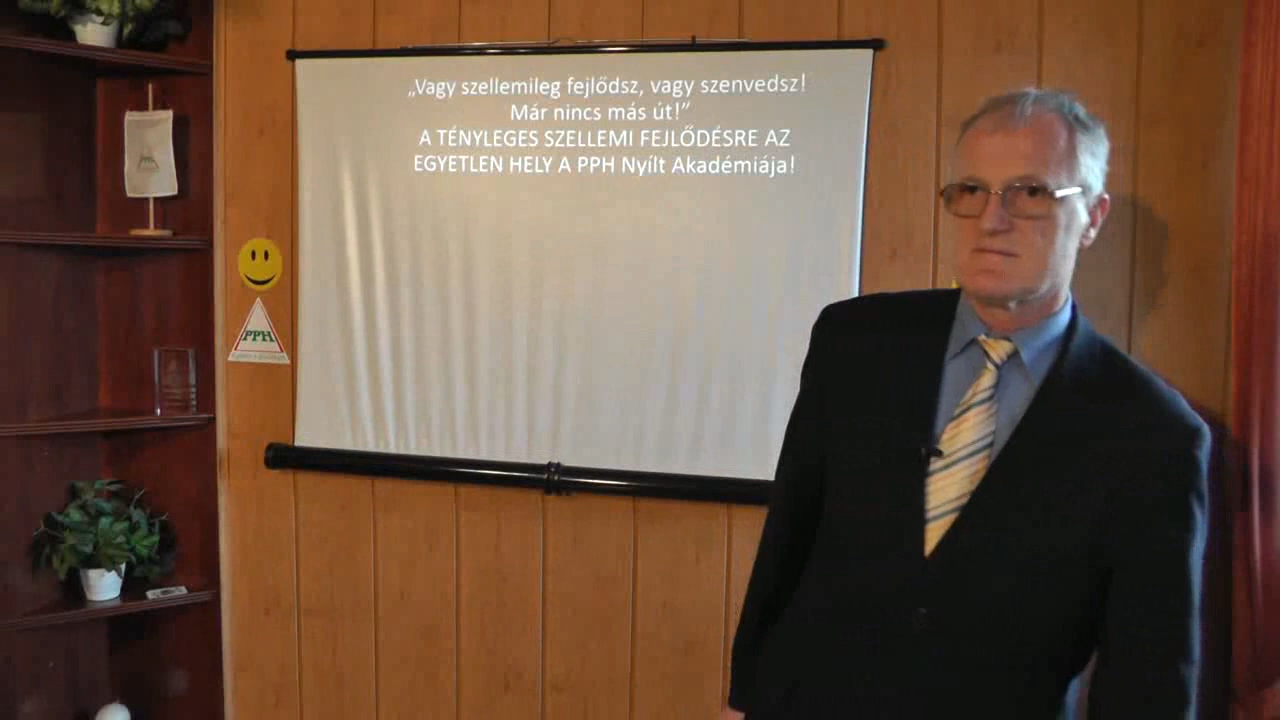 „Vagy szellemileg fejlődsz, vagy szenvedsz!
Már nincs más út!”
A TÉNYLEGES SZELLEMI FEJLŐDÉSRE AZ
EGYETLEN HELY A PPH Nyílt Akadémiája!
PPH